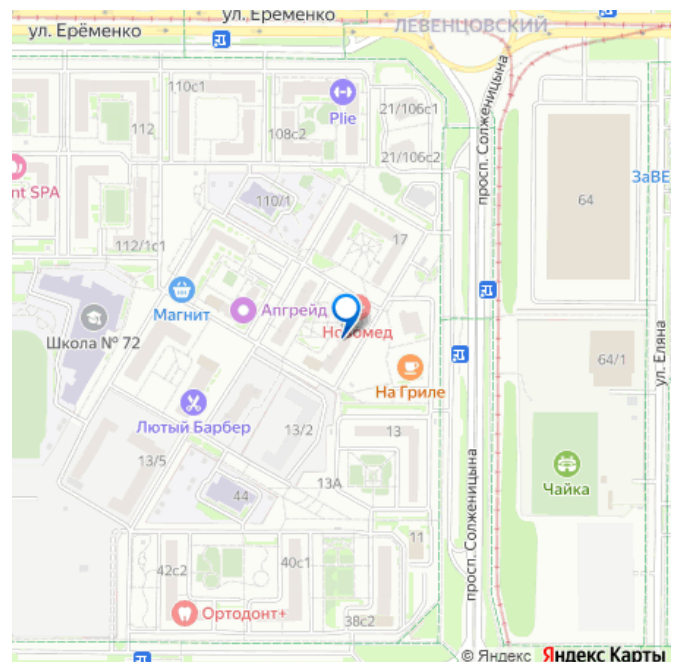 ул. Ерёменко
ул. Ерёменко
ЛЕВЕНЦОВСКИЙ
110с1
Plie
21/106с1
112
108с2
просп. Солженицына
21/106с2
64
ЗаВЕ
nt SPA
110/1
112/1с1
17
Магнит
Апгрейд
Школа № 72
На Гриле
64/1
ул. Еляна
Лютый Барбер
13/2
13
13/5
13А
Чайка
44
просп. Солженицына
11
42с2
40с1
Ортодонт+
38с2
© Яндекс Яндекс Карты